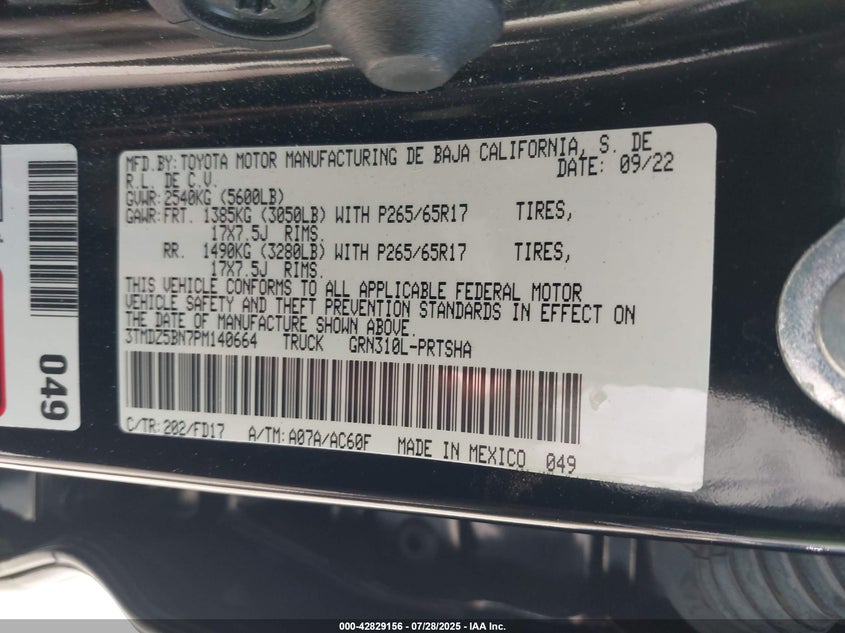 MFD.BY:TOYOTA MOTOR MANUFACTURING DE BAJA CALIFORNIA, S. DE
R.L. DE C.V. DATE: 09/22
GVWR:2540KG (5600LB)
GAWR:FRT. 1385KG (3050LB) WITH P265/65R17 TIRES,
17X7.5J RIMS.
RR. 1490KG (3280LB) WITH P265/65R17 TIRES,
17X7.5J RIMS.
THIS VEHICLE CONFORMS TO ALL APPLICABLE FEDERAL MOTOR
VEHICLE SAFETY AND THEFT PREVENTION STANDARDS IN EFFECT ON
THE DATE OF MANUFACTURE SHOWN ABOVE.
3TMDZ5BN7PM140664 TRUCK GRN310L-PRTSHA
C/TR:202/FD17 A/TM:A07A/AC60F MADE IN MEXICO 049
049
000-42829156 - 07/28/2025 - IAA Inc.